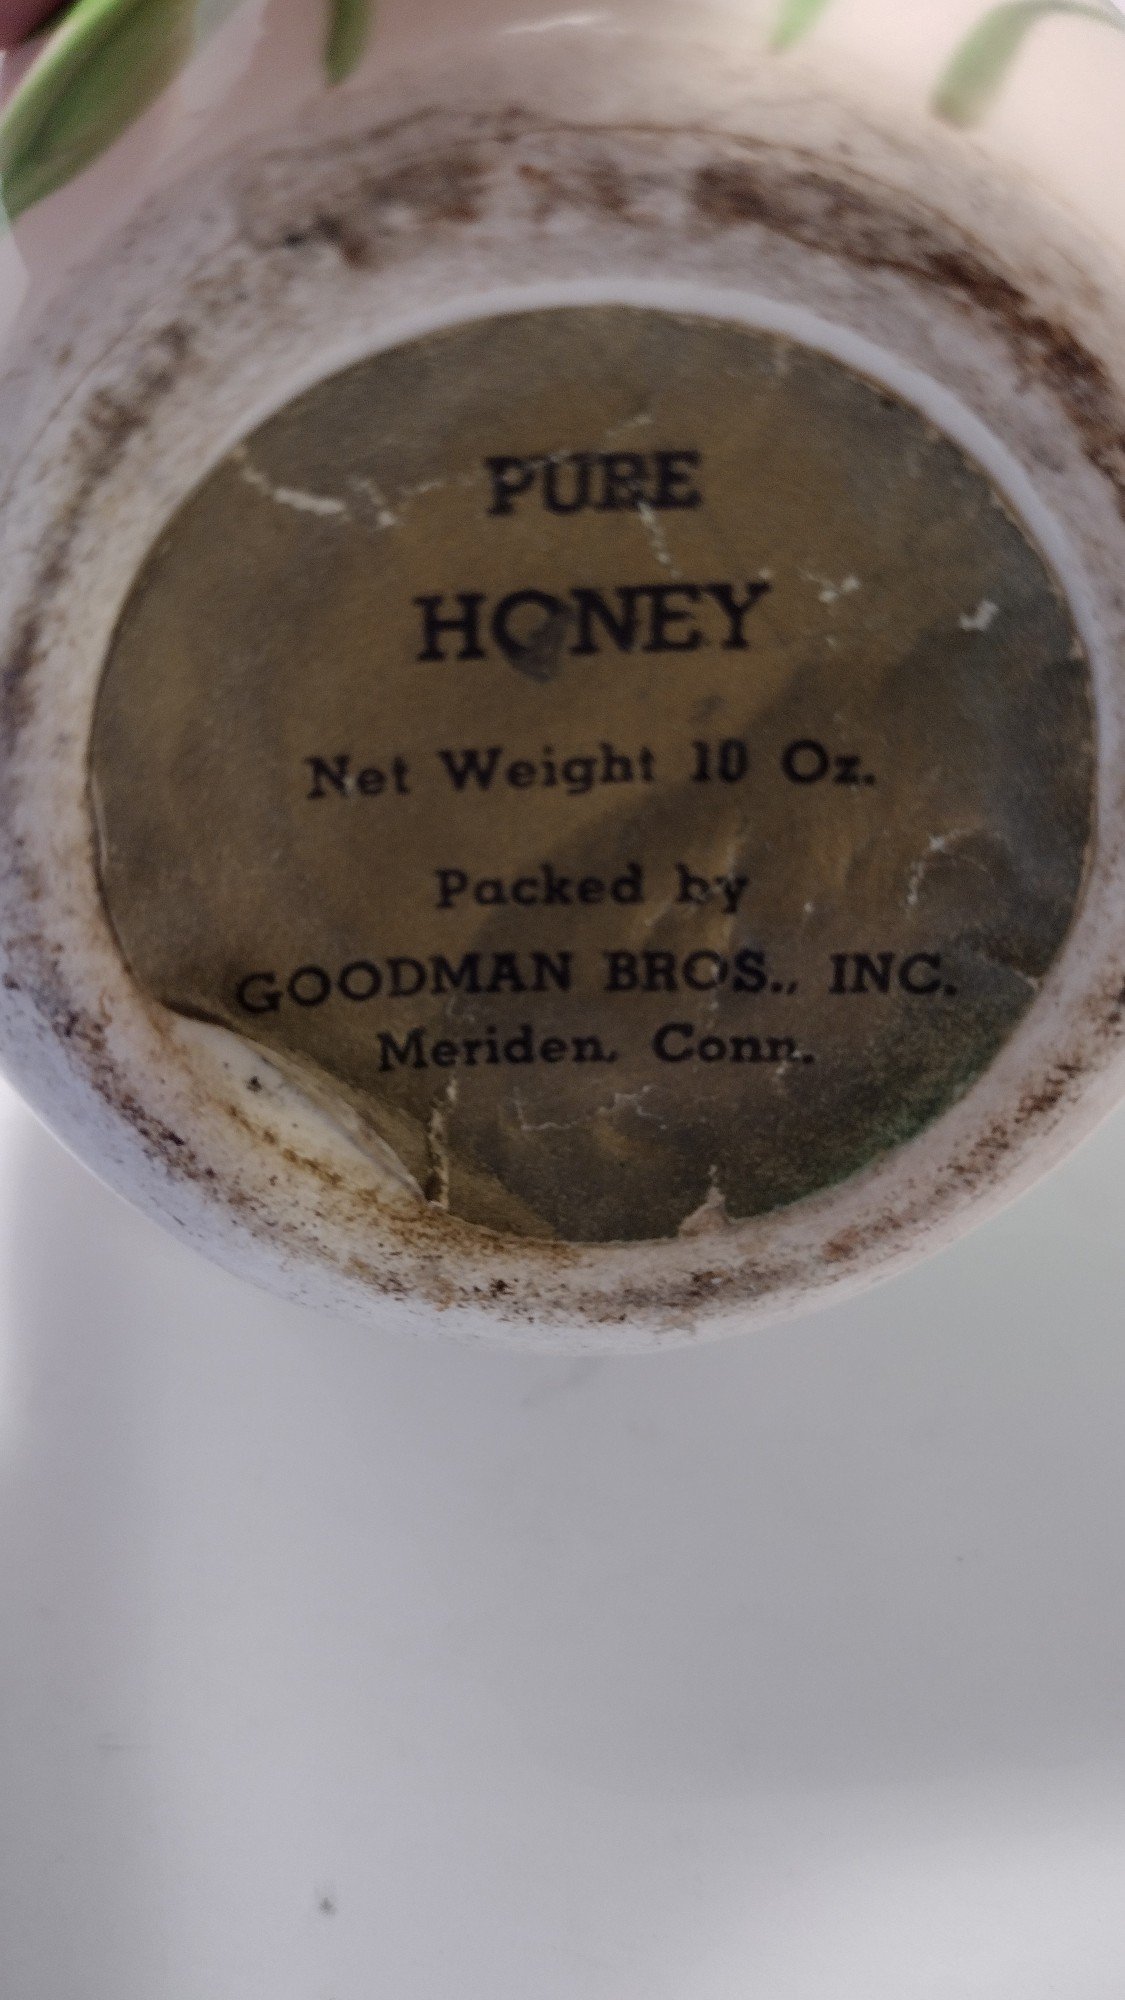 PURE
HONEY
Net Weight 10 Oz.
Packed by
GOODMAN BROS., INC.
Meriden, Conn.